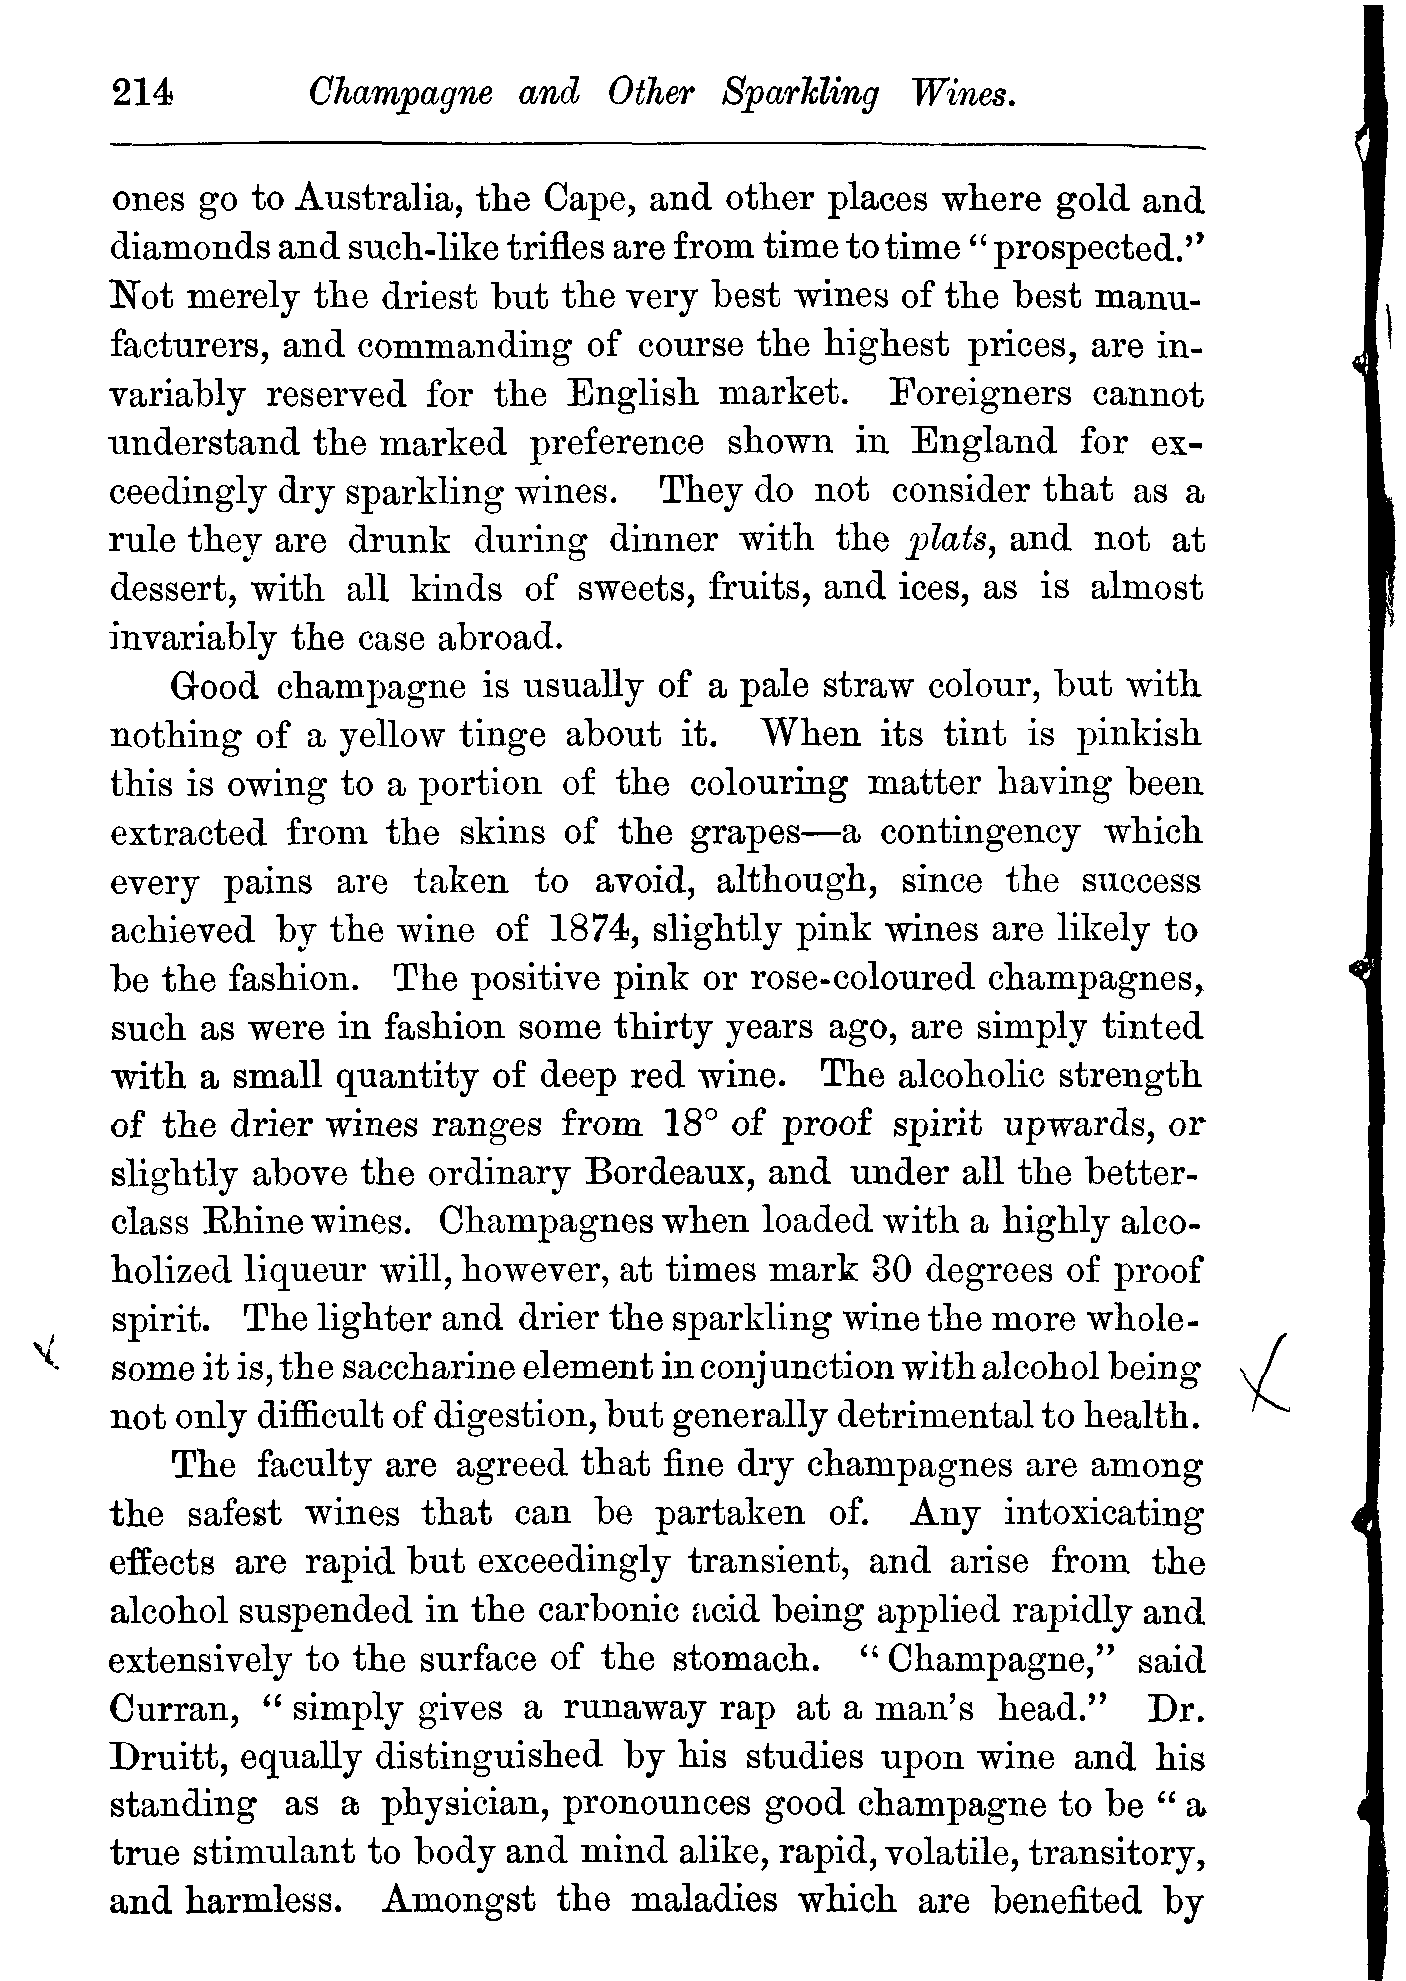 214 Champagne and Other Sparkling Wines.
ones go to Australia, the Cape, and other places where gold and
diamonds and such-like trifles are from time to time “prospected.”
Not merely the driest but the very best wines of the best manu-
facturers, and commanding of course the highest prices, are in-
variably reserved for the English market. Foreigners cannot
understand the marked preference shown in England for ex-
ceedingly dry sparkling wines. They do not consider that as a
rule they are drunk during dinner with the plats, and not at
dessert, with all kinds of sweets, fruits, and ices, as is almost
invariably the case abroad.
Good champagne is usually of a pale straw colour, but with
nothing of a yellow tinge about it. When its tint is pinkish
this is owing to a portion of the colouring matter having been
extracted from the skins of the grapes—a contingency which
every pains are taken to avoid, although, since the success
achieved by the wine of 1874, slightly pink wines are likely to
be the fashion. The positive pink or rose-coloured champagnes,
such as were in fashion some thirty years ago, are simply tinted
with a small quantity of deep red wine. The alcoholic strength
of the drier wines ranges from 18° of proof spirit upwards, or
slightly above the ordinary Bordeaux, and under all the better-
class Rhine wines. Champagnes when loaded with a highly alco-
holized liqueur will, however, at times mark 30 degrees of proof
spirit. The lighter and drier the sparkling wine the more whole-
some it is, the saccharine element in conjunction with alcohol being
not only difficult of digestion, but generally detrimental to health.
The faculty are agreed that fine dry champagnes are among
the safest wines that can be partaken of. Any intoxicating
effects are rapid but exceedingly transient, and arise from the
alcohol suspended in the carbonic acid being applied rapidly and
extensively to the surface of the stomach. “Champagne,” said
Curran, “simply gives a runaway rap at a man’s head.” Dr.
Druitt, equally distinguished by his studies upon wine and his
standing as a physician, pronounces good champagne to be “a
true stimulant to body and mind alike, rapid, volatile, transitory,
and harmless. Amongst the maladies which are benefited by